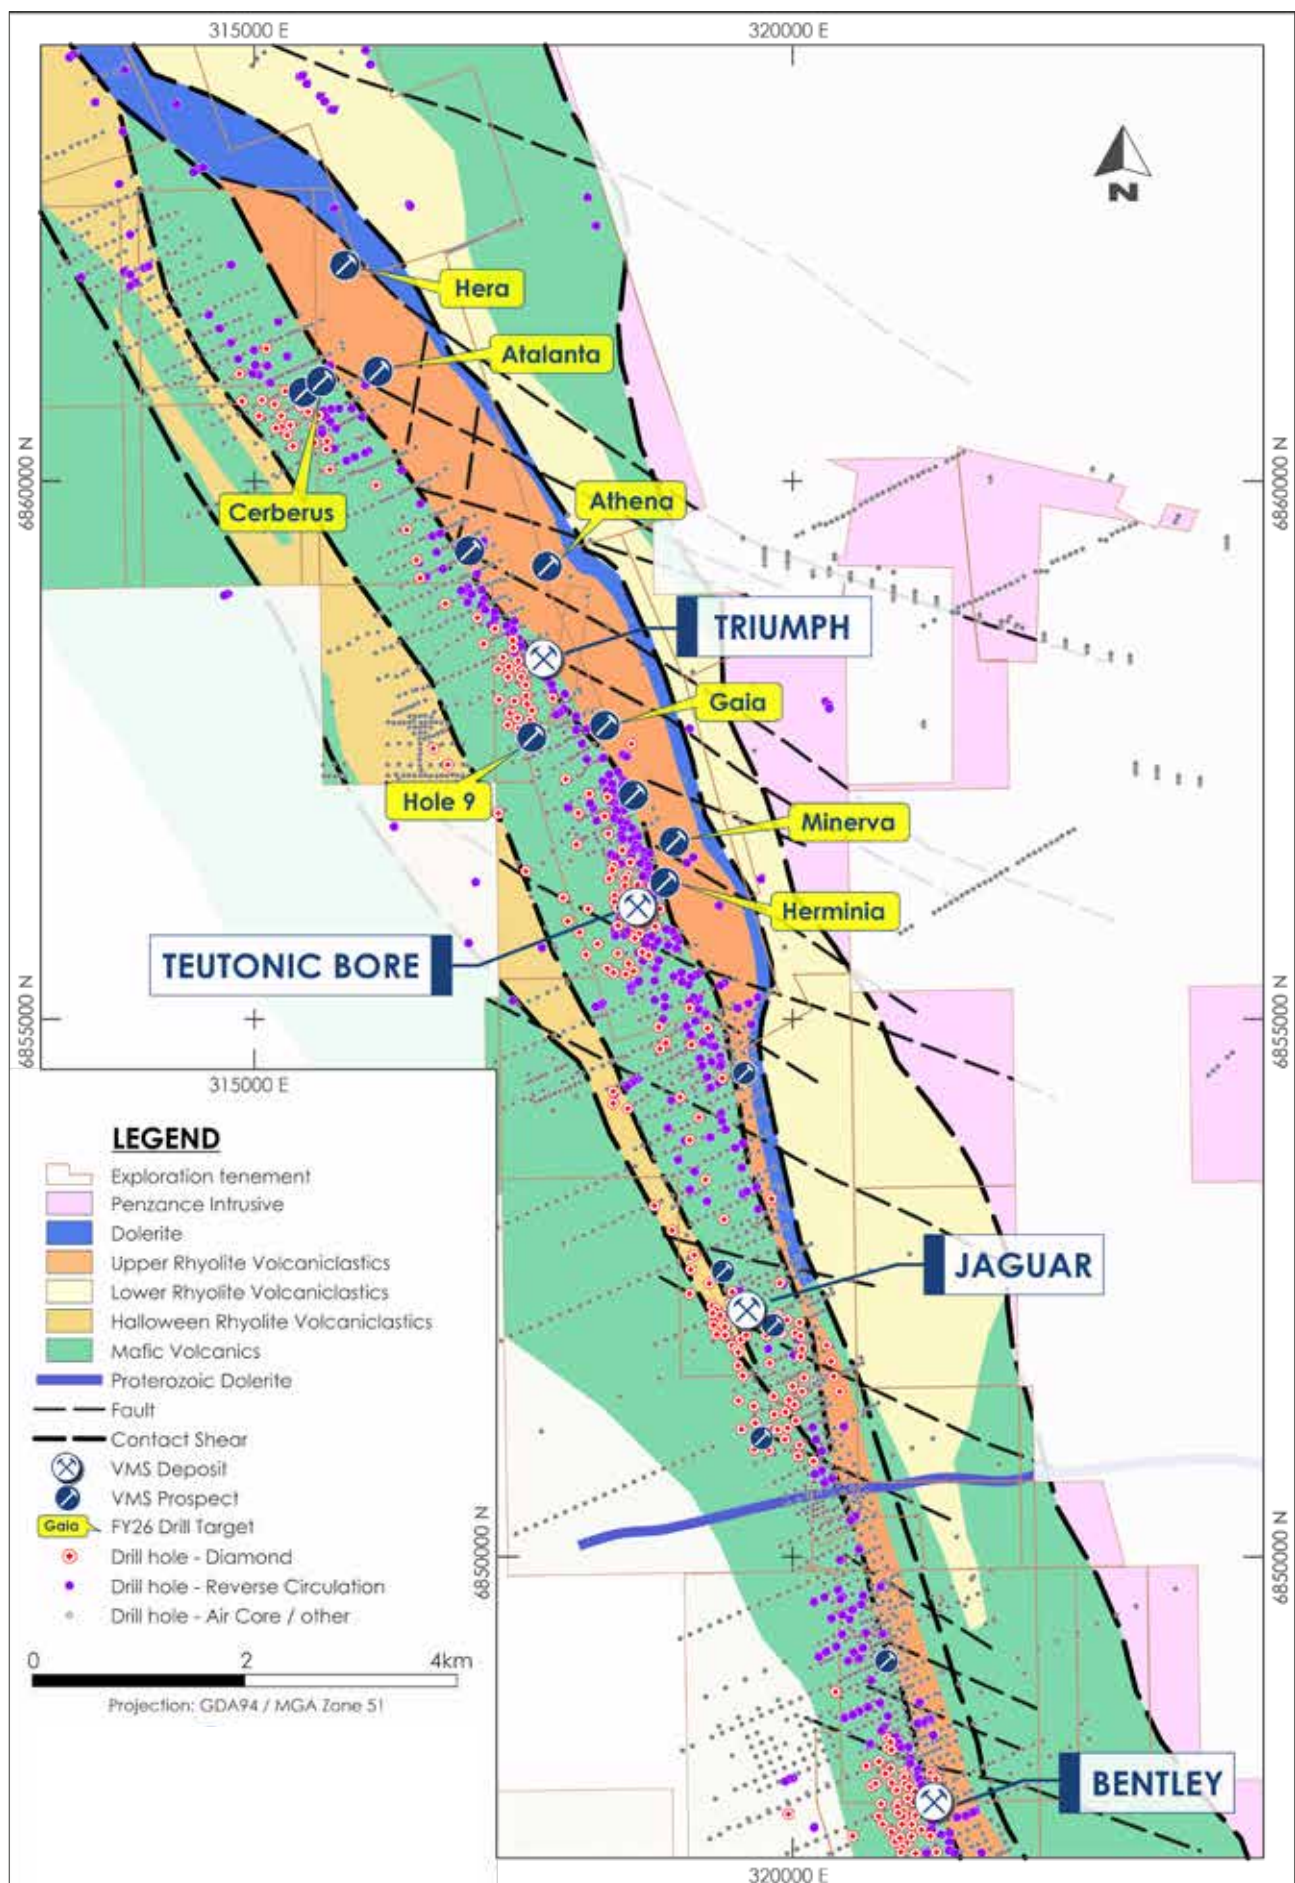 315000 E
320000 E
N
Hera
Atalanta
6860000 N
6860000 N
Cerberus
Athena
TRIUMPH
Gaia
Hole 9
Minerva
Herminia
TEUTONIC BORE
6855000 N
6855000 N
315000 E
LEGEND
Exploration tenement
Penzance Intrusive
Dolerite
Upper Rhyolite Volcaniclastics
Lower Rhyolite Volcaniclastics
Halloween Rhyolite Volcaniclastics
Mafic Volcanics
Proterozoic Dolerite
Fault
Contact Shear
VMS Deposit
VMS Prospect
Gaia FY26 Drill Target
Drill hole - Diamond
Drill hole - Reverse Circulation
Drill hole - Air Core / other
0 2 4km
Projection: GDA94 / MGA Zone 51
JAGUAR
6850000 N
6850000 N
BENTLEY
320000 E